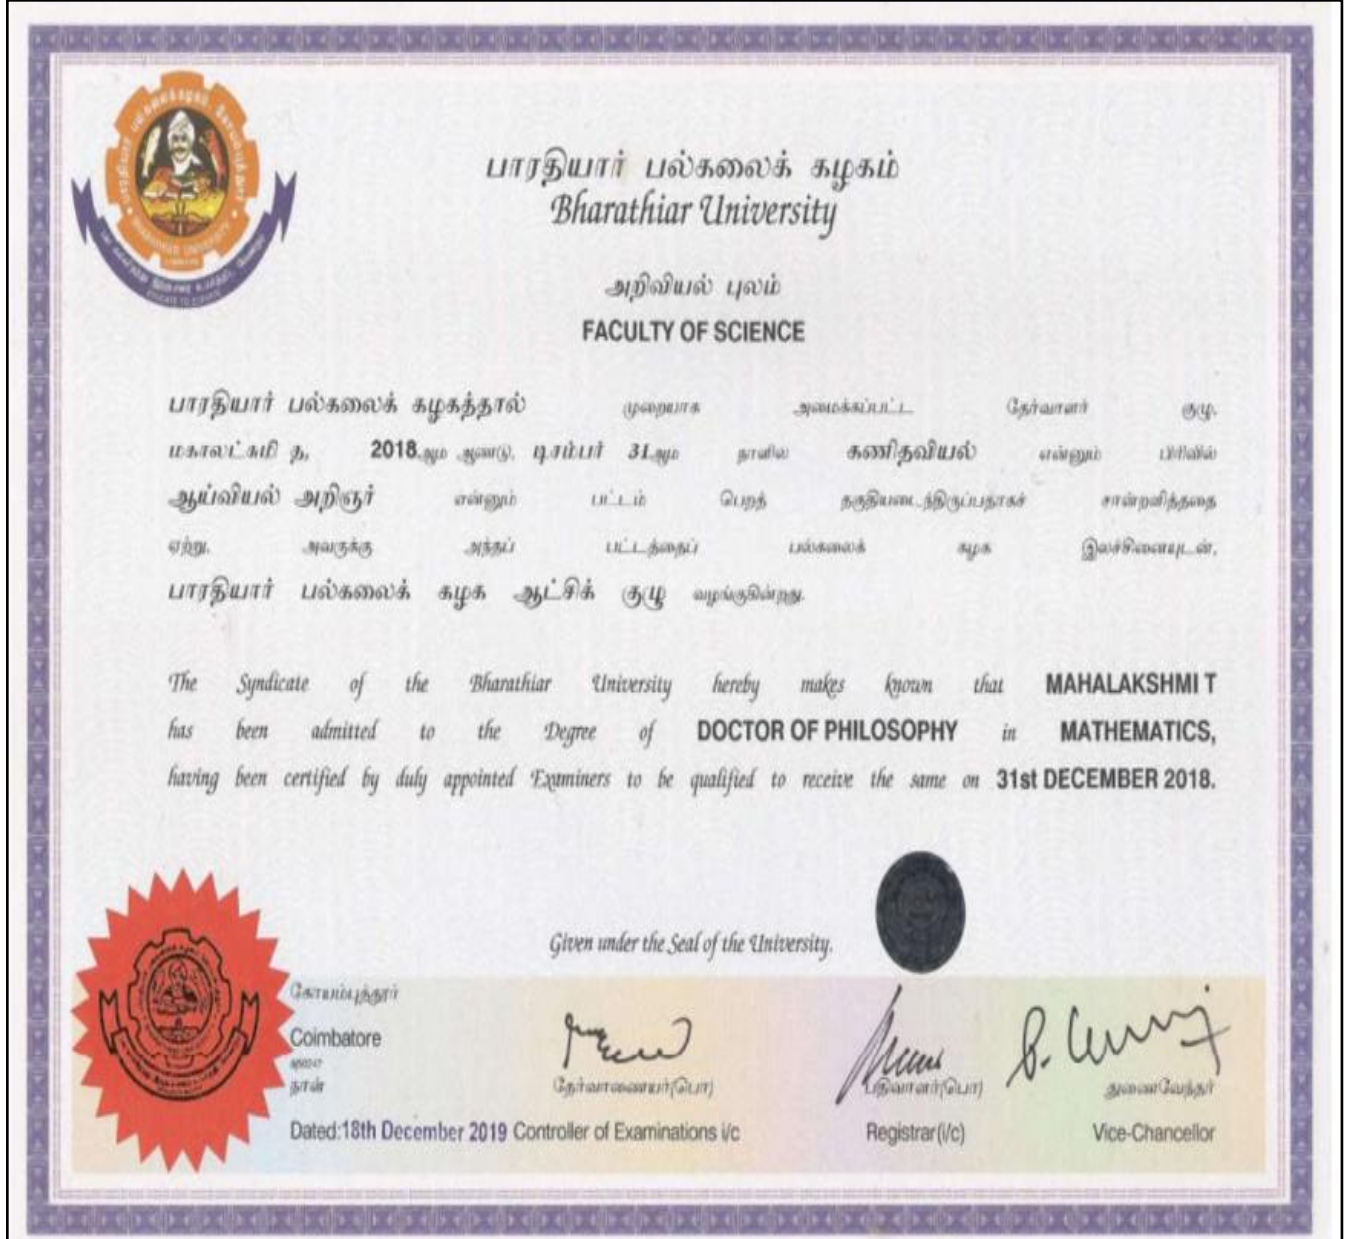 பாரதியார் பல்கலைக் கழகம்
Bharathiar University
அறிவியல் புலம்
FACULTY OF SCIENCE
பாரதியார் பல்கலைக் கழகத்தால் முறையாக அமைக்கப்பட்ட தேர்வாளர் குழு,
மகாலட்சுமி த, 2018ஆம் ஆண்டு, டிசம்பர் 31ஆம் நாளில் கணிதவியல் என்னும் பிரிவில்
ஆய்வியல் அறிஞர் என்னும் பட்டம் பெறத் தகுதியடைந்திருப்பதாகச் சான்றளித்ததை
ஏற்று, அவருக்கு அந்தப் பட்டத்தைப் பல்கலைக் கழக இலச்சினையுடன்,
பாரதியார் பல்கலைக் கழக ஆட்சிக் குழு வழங்குகின்றது.
The Syndicate of the Bharathiar University hereby makes known that MAHALAKSHMI T
has been admitted to the Degree of DOCTOR OF PHILOSOPHY in MATHEMATICS,
having been certified by duly appointed Examiners to be qualified to receive the same on 31st DECEMBER 2018.
Given under the Seal of the University.
கோயம்புத்தூர்
Coimbatore
நாள்
தேர்வாணையர்(பொ) பதிவாளர்(பொ) துணைவேந்தர்
Dated:18th December 2019 Controller of Examinations i/c Registrar(i/c) Vice-Chancellor